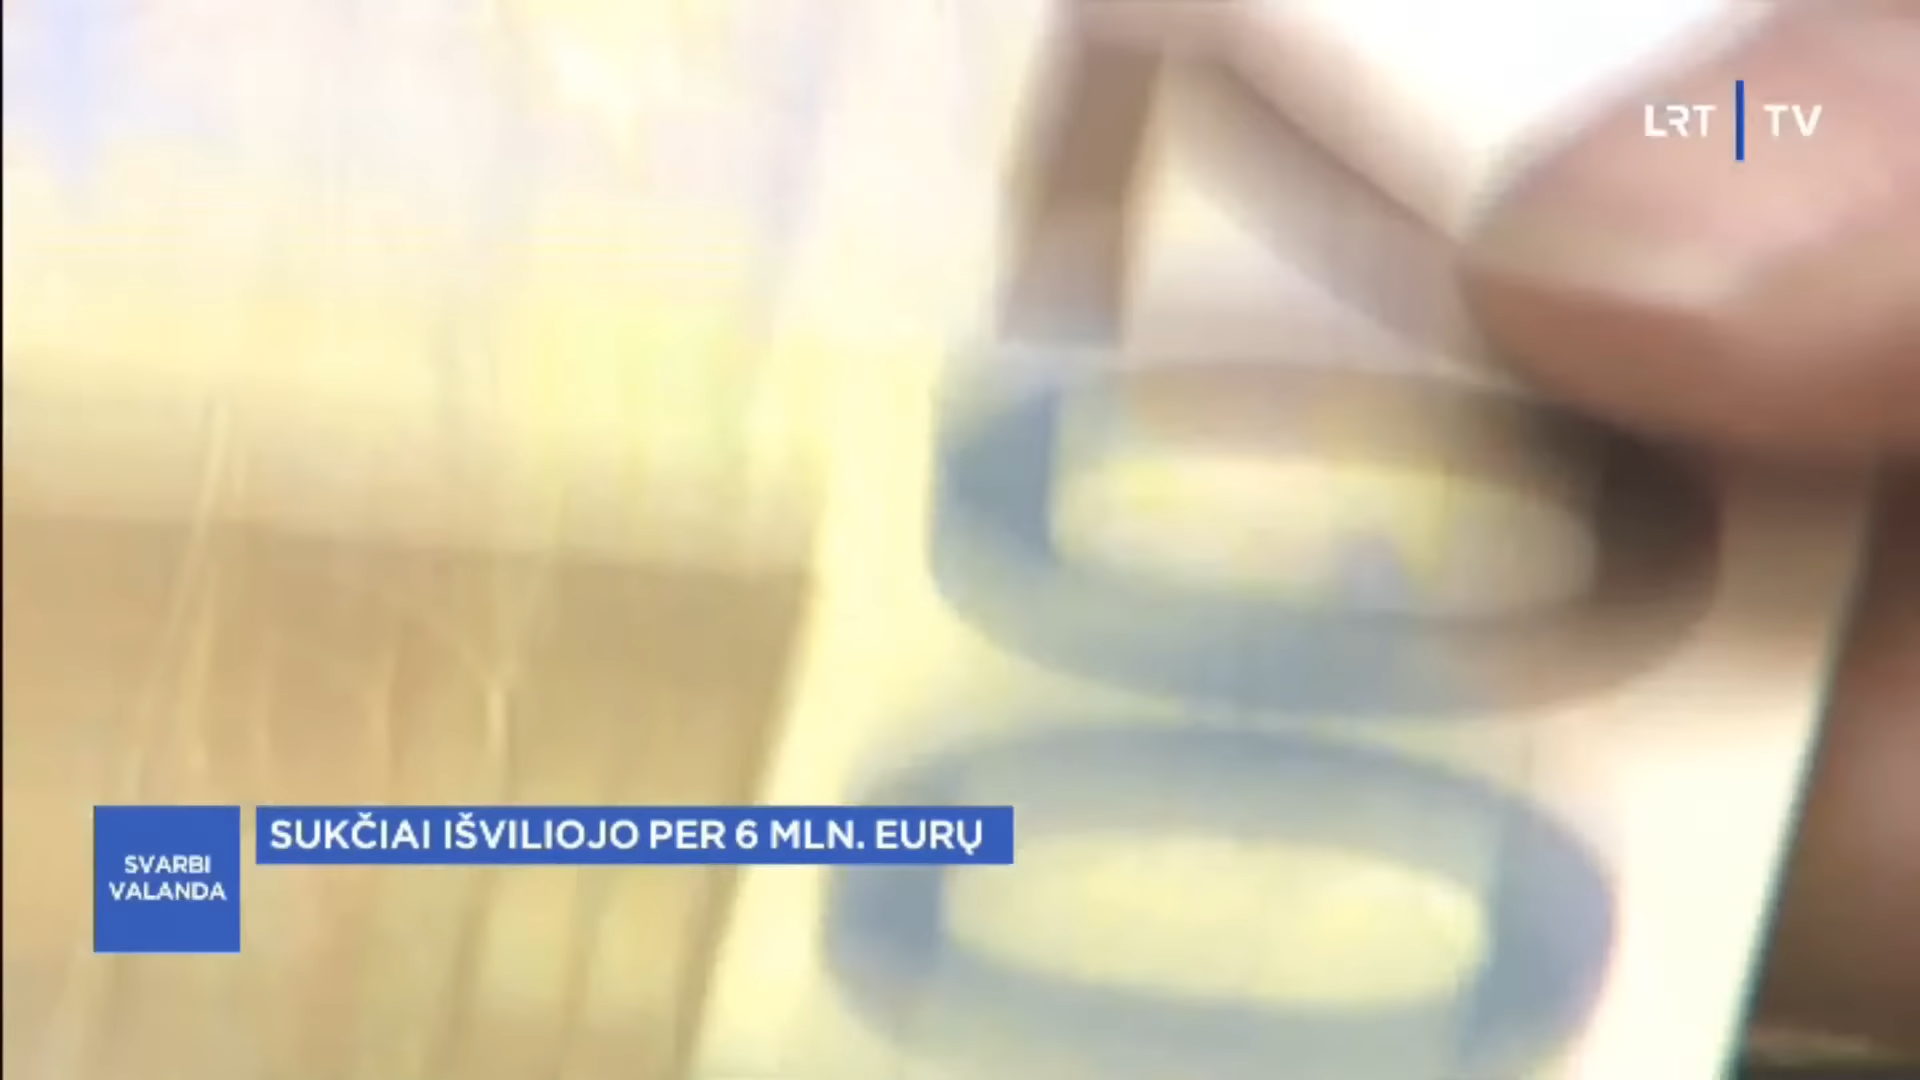 LRT TV
SUKČIAI IŠVILIOJO PER 6 MLN. EURŲ
SVARBI
VALANDA